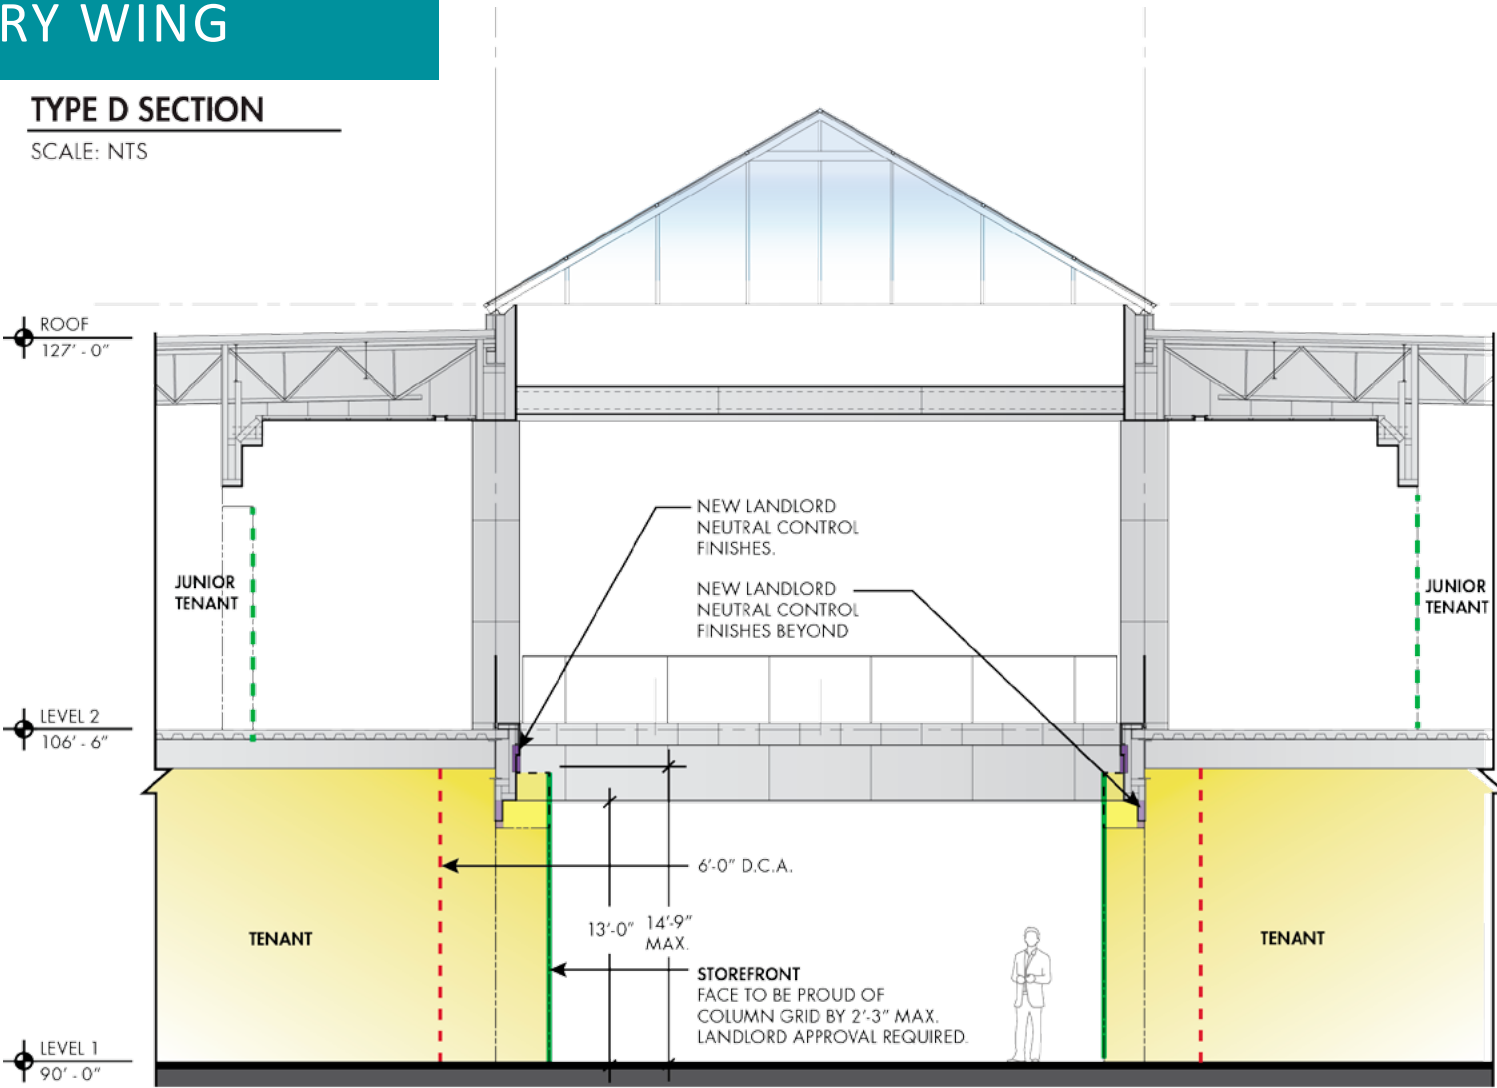 RY WING
TYPE D SECTION
SCALE: NTS
ROOF
127' - 0"
NEW LANDLORD
NEUTRAL CONTROL
FINISHES.
JUNIOR
TENANT
NEW LANDLORD
NEUTRAL CONTROL
FINISHES BEYOND
JUNIOR
TENANT
LEVEL 2
106' - 6"
6'-0" D.C.A.
TENANT
13'-0"
14'-9"
MAX.
TENANT
STOREFRONT
FACE TO BE PROUD OF
COLUMN GRID BY 2'-3" MAX.
LANDLORD APPROVAL REQUIRED.
LEVEL 1
90' - 0"